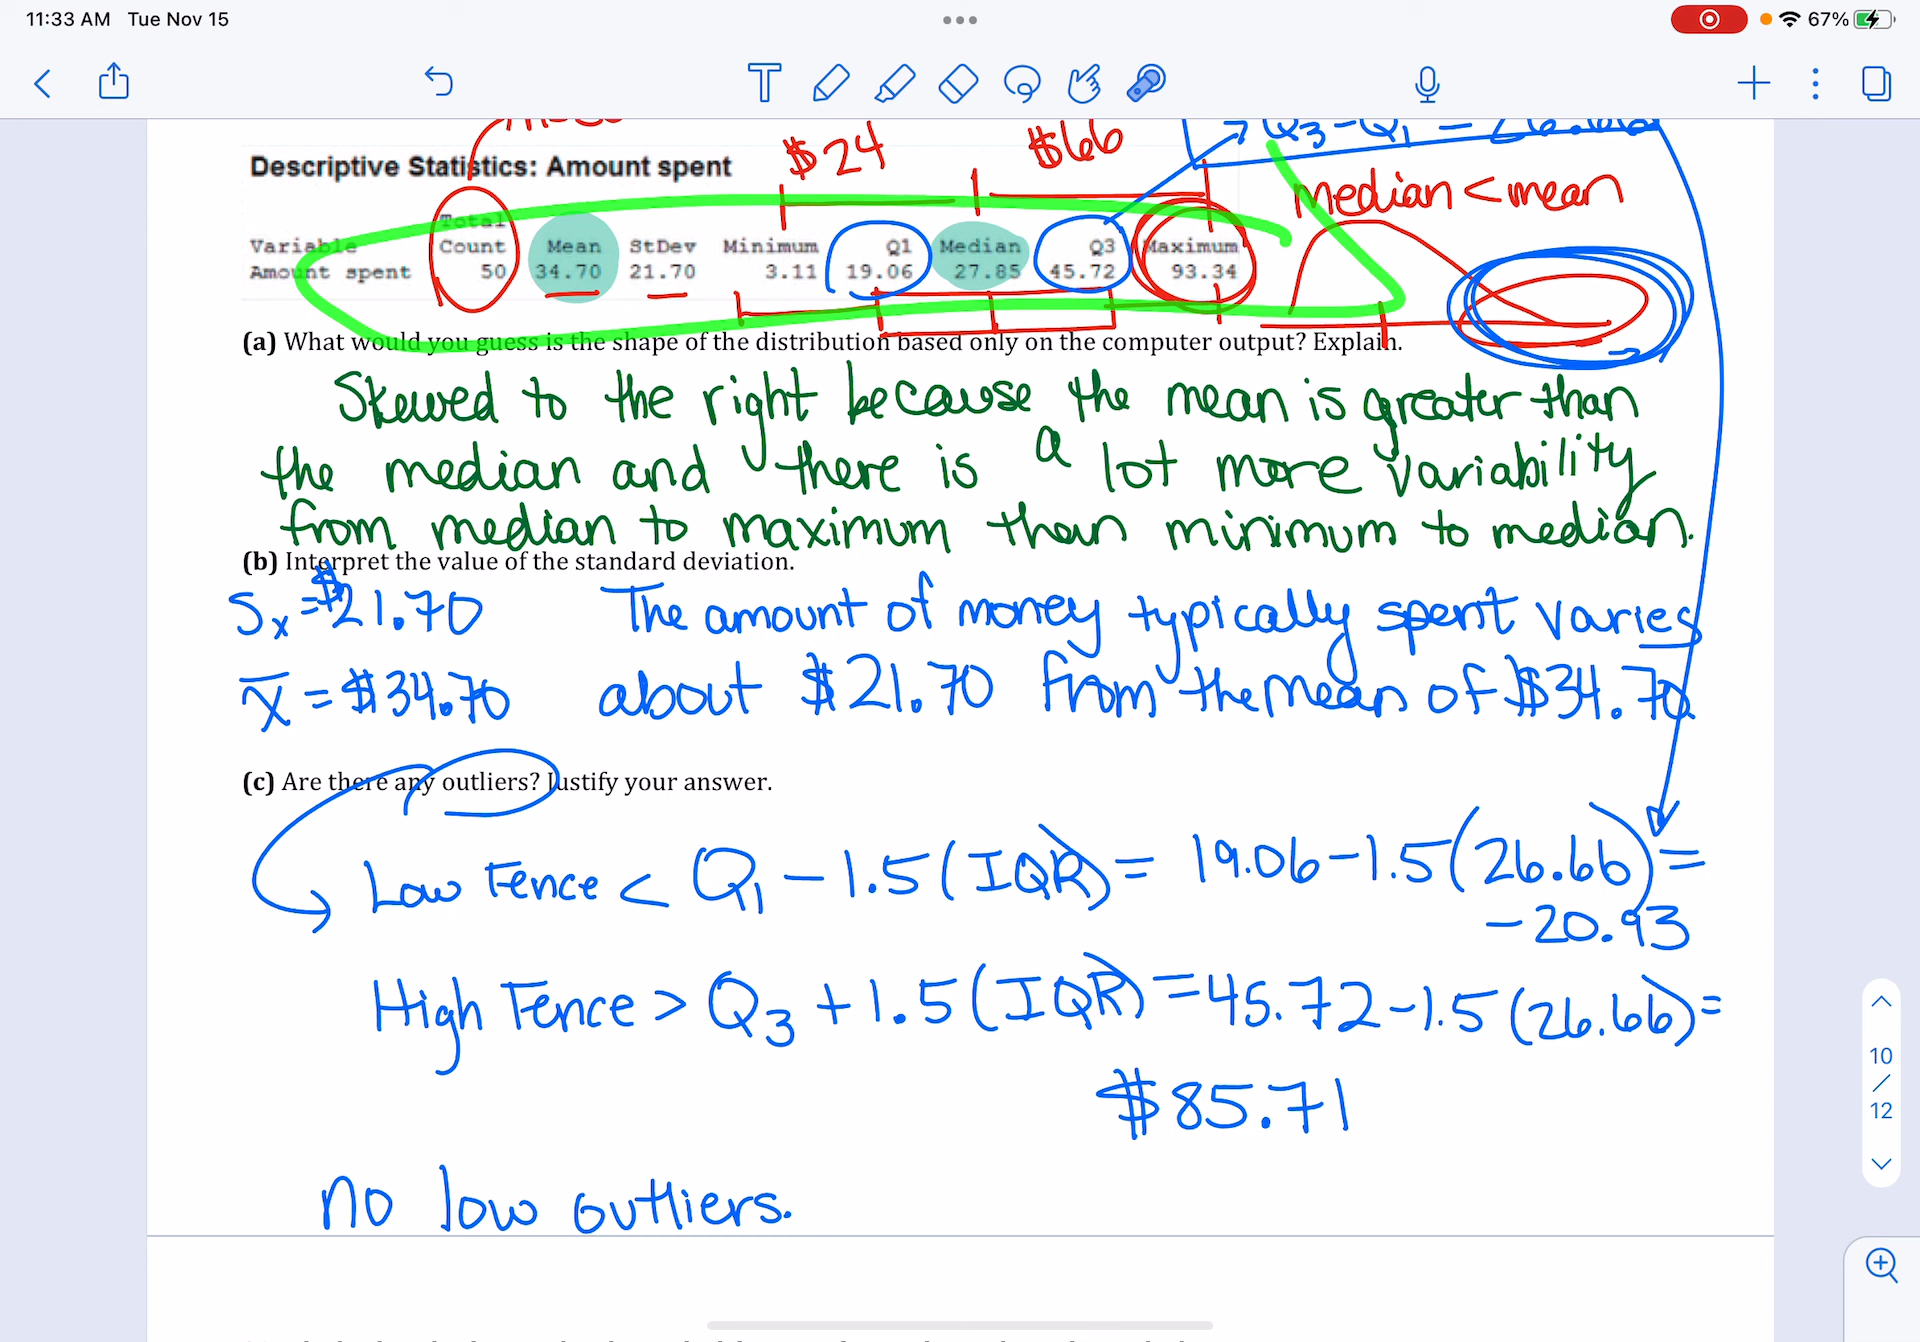 11:33 AM Tue Nov 15
67%
$24
$66
Q3 - Q1 = 26.66
Descriptive Statistics: Amount spent
median < mean
Total
Variable Count Mean StDev Minimum Q1 Median Q3 Maximum
Amount spent 50 34.70 21.70 3.11 19.06 27.85 45.72 93.34
(a) What would you guess is the shape of the distribution based only on the computer output? Explain.
Skewed to the right because the mean is greater than
the median and there is a lot more variability
from median to maximum than minimum to median.
(b) Interpret the value of the standard deviation.
Sx = $21.70 The amount of money typically spent varies
x̄ = $34.70 about $21.70 from the mean of $34.70.
(c) Are there any outliers? Justify your answer.
Low Fence < Q1 - 1.5(IQR) = 19.06 - 1.5(26.66) =
-20.93
High Fence > Q3 + 1.5(IQR) = 45.72 - 1.5(26.66) =
$85.71
no low outliers.
10
/
12